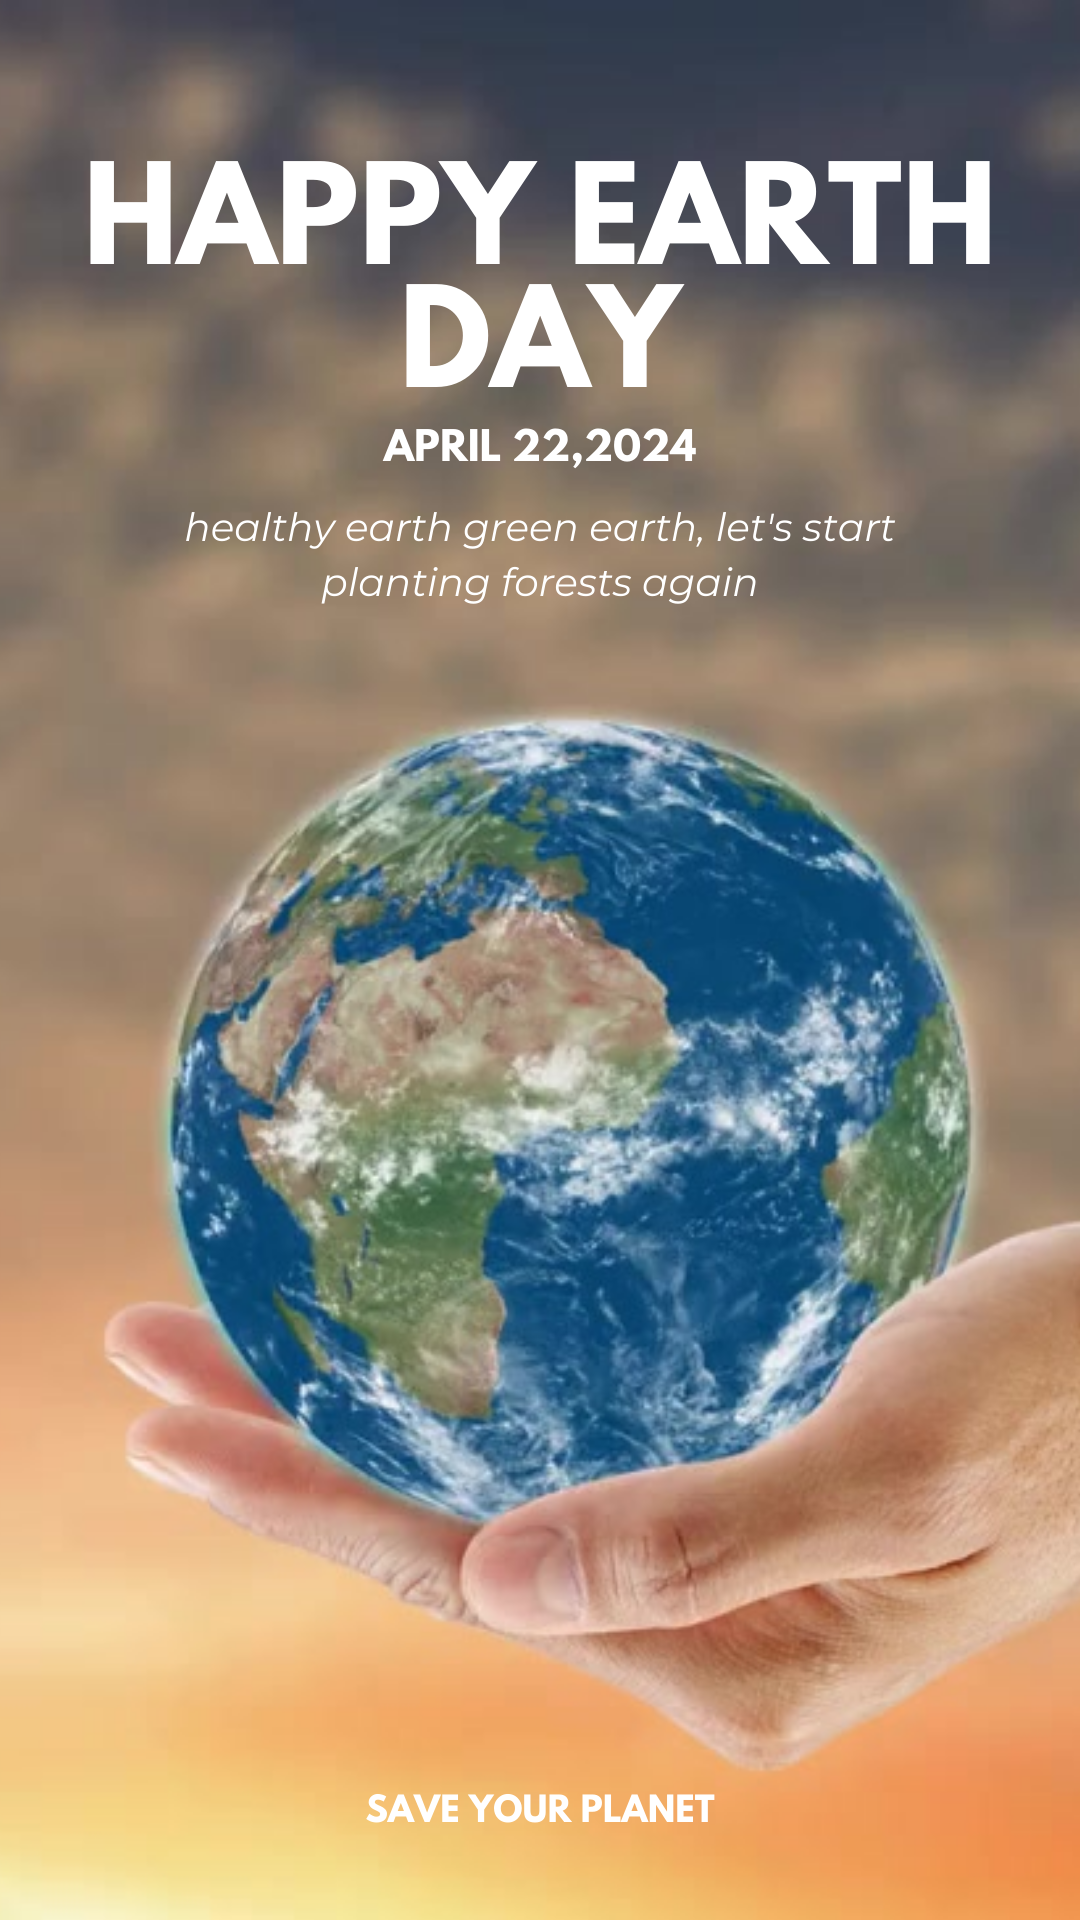 HAPPY EARTH
DAY
APRIL 22,2024
healthy earth green earth, let's start
planting forests again
SAVE YOUR PLANET